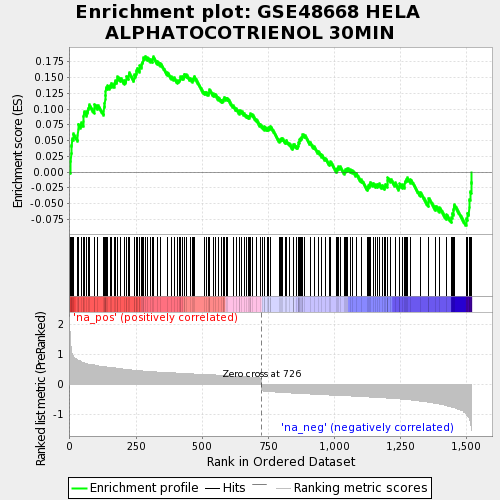 Enrichment plot: GSE48668 HELA
ALPHATOCOTRIENOL 30MIN
Enrichment score (ES)
0.175
0.150
0.125
0.100
0.075
0.050
0.025
0.000
-0.025
-0.050
-0.075
'na_pos' (positively correlated)
Ranked list metric (PreRanked)
2
1
0
-1
Zero cross at 726
'na_neg' (negatively correlated)
0
250
500
750
1,000
1,250
1,500
Rank in Ordered Dataset
Enrichment profile
Hits
Ranking metric scores